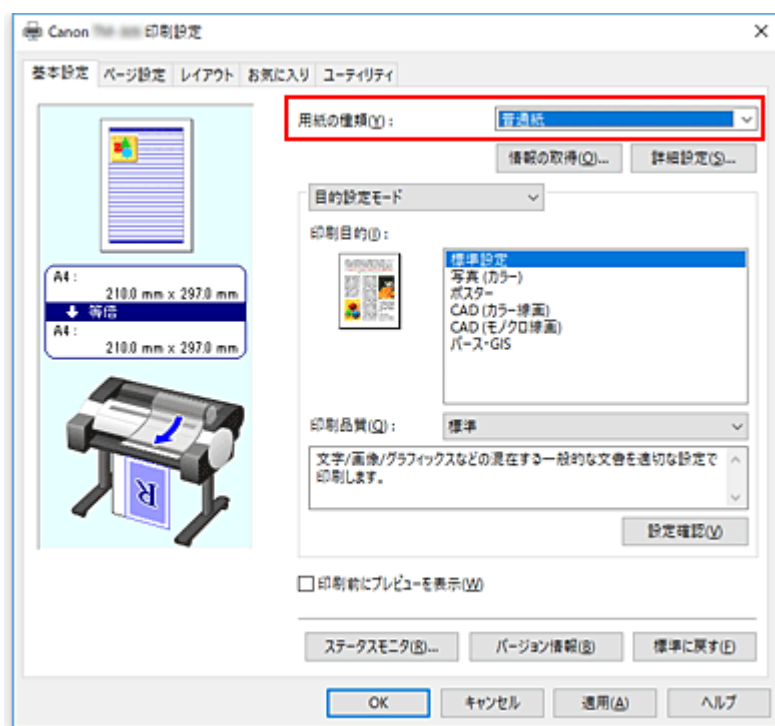 Canon 印刷設定
基本設定 ページ設定 レイアウト お気に入り ユーティリティ
用紙の種類(Y): 普通紙
情報の取得(O)... 詳細設定(S)...
目的設定モード
印刷目的(I):
標準設定
写真 (カラー)
ポスター
CAD (カラー線画)
CAD (モノクロ線画)
パース・GIS
A4 :
210.0 mm x 297.0 mm
等倍
A4 :
210.0 mm x 297.0 mm
R
印刷品質(Q): 標準
文字/画像/グラフィックスなどの混在する一般的な文書を適切な設定で
印刷します。
設定確認(V)
印刷前にプレビューを表示(W)
ステータスモニタ(R)... バージョン情報(B) 標準に戻す(F)
OK キャンセル 適用(A) ヘルプ